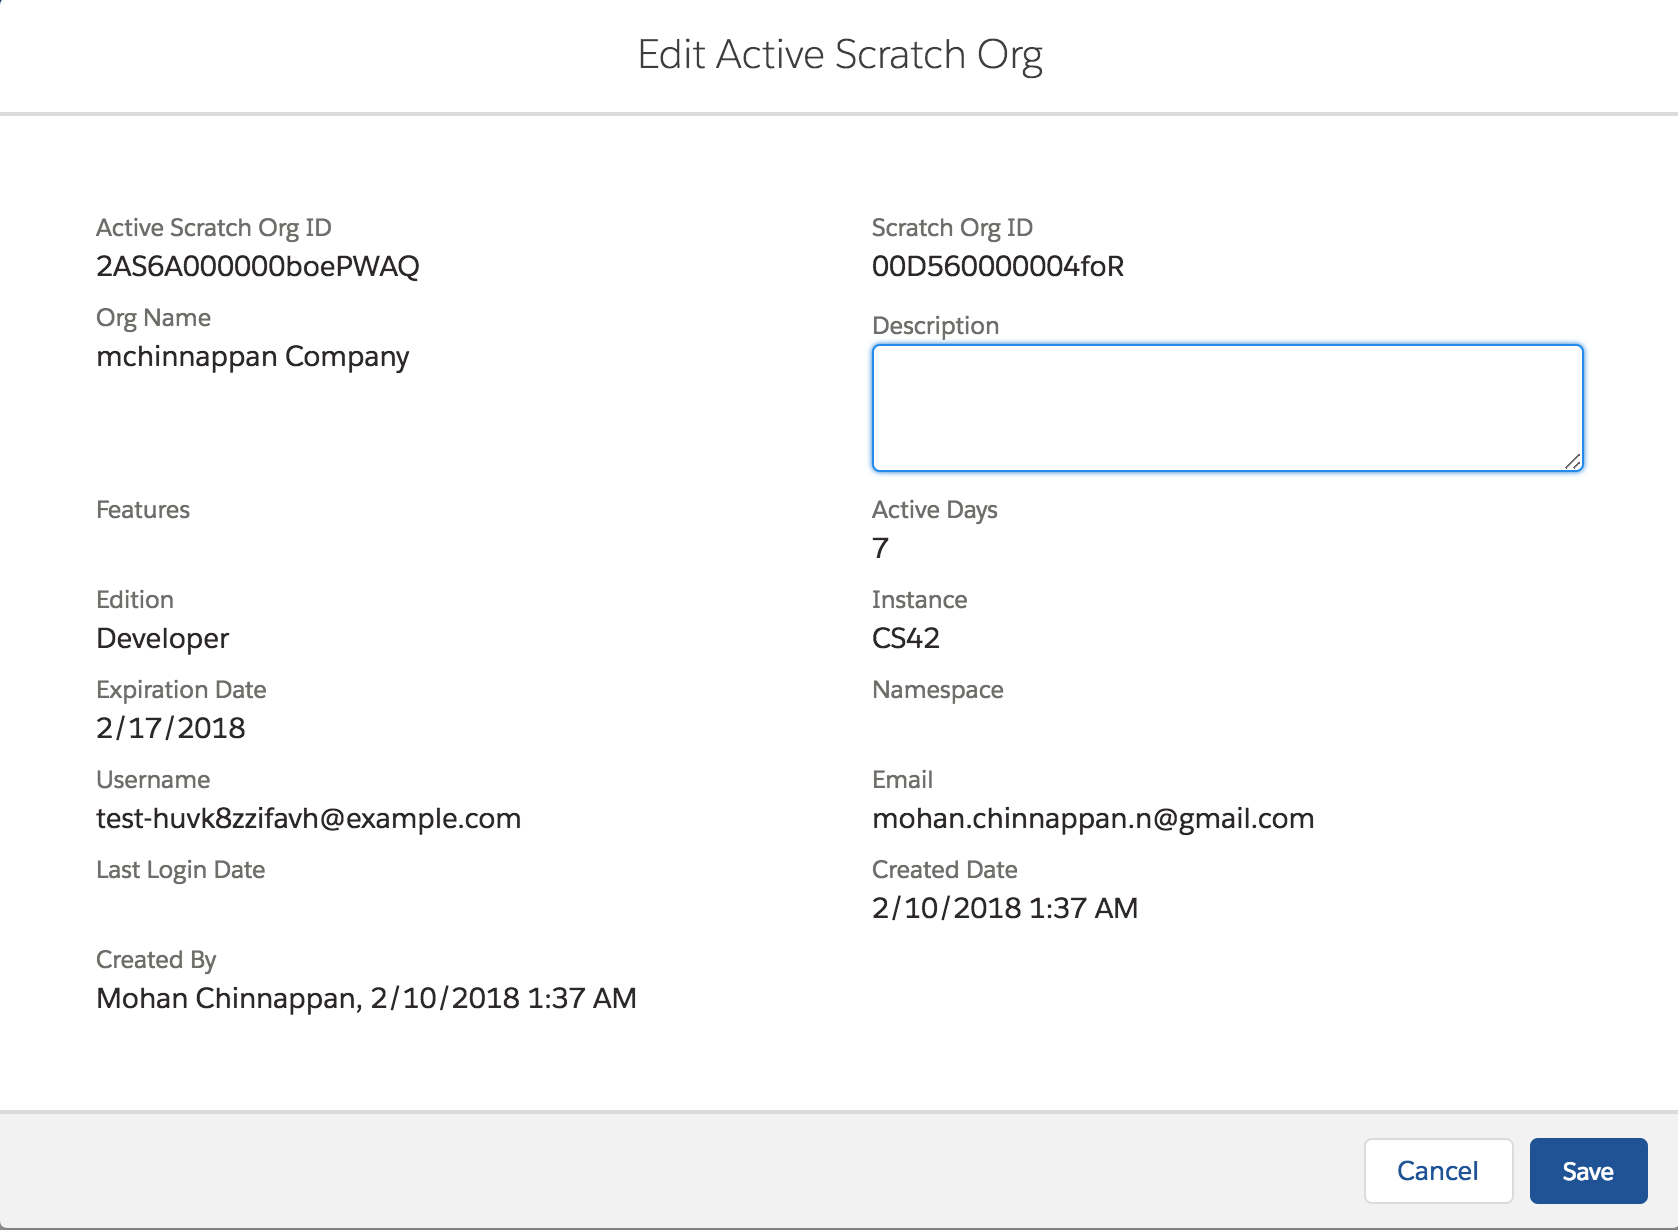 Edit Active Scratch Org
Active Scratch Org ID
2AS6A000000boePWAQ
Scratch Org ID
00D560000004foR
Org Name
mchinnappan Company
Description
Features
Active Days
7
Edition
Developer
Instance
CS42
Expiration Date
2/17/2018
Namespace
Username
test-huvk8zzifavh@example.com
Email
mohan.chinnappan.n@gmail.com
Last Login Date
Created Date
2/10/2018 1:37 AM
Created By
Mohan Chinnappan, 2/10/2018 1:37 AM
Cancel
Save